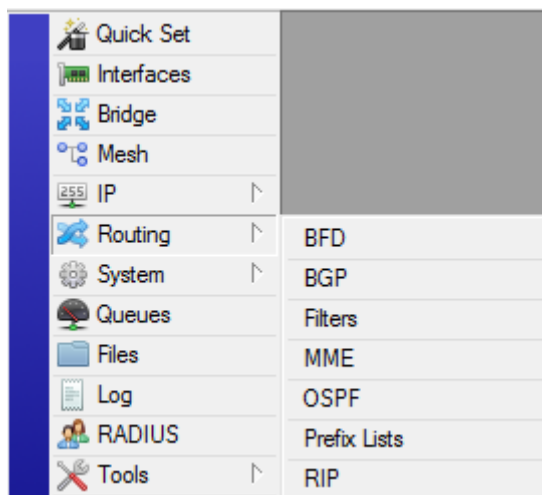 Quick Set
Interfaces
Bridge
Mesh
255 IP
Routing
System
Queues
Files
Log
RADIUS
Tools
BFD
BGP
Filters
MME
OSPF
Prefix Lists
RIP